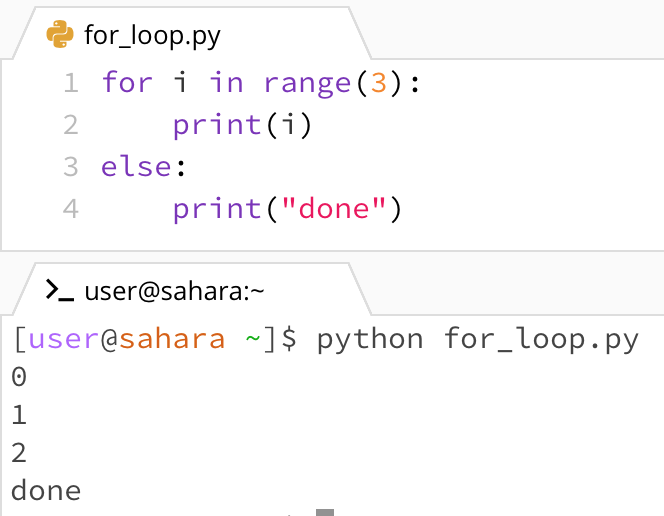 for_loop.py
1 for i in range(3):
2     print(i)
3 else:
4     print("done")
user@sahara:~
[user@sahara ~]$ python for_loop.py
0
1
2
done